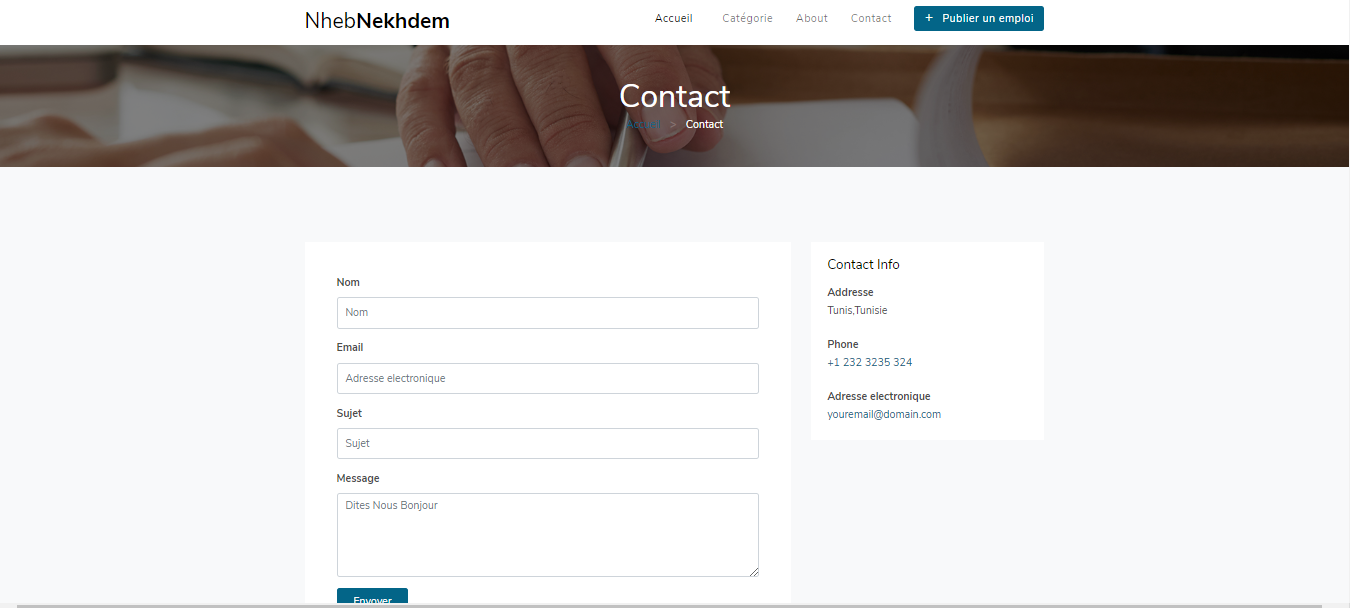 NhebNekhdem
Accueil Catégorie About Contact + Publier un emploi
Contact
Accueil > Contact
Nom
Nom
Email
Adresse electronique
Sujet
Sujet
Message
Dites Nous Bonjour
Envoyer
Contact Info
Addresse
Tunis,Tunisie
Phone
+1 232 3235 324
Adresse electronique
youremail@domain.com